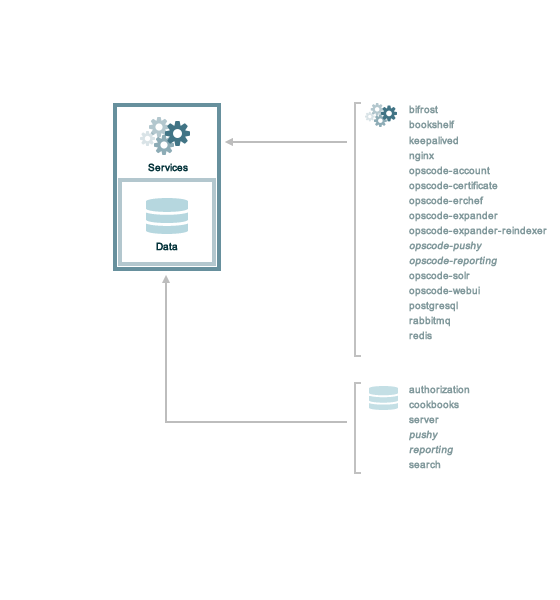 Services
Data
bifrost
bookshelf
keepalived
nginx
opscode-account
opscode-certificate
opscode-erchef
opscode-expander
opscode-expander-reindexer
opscode-pushy
opscode-reporting
opscode-solr
opscode-webui
postgresql
rabbitmq
redis
authorization
cookbooks
server
pushy
reporting
search